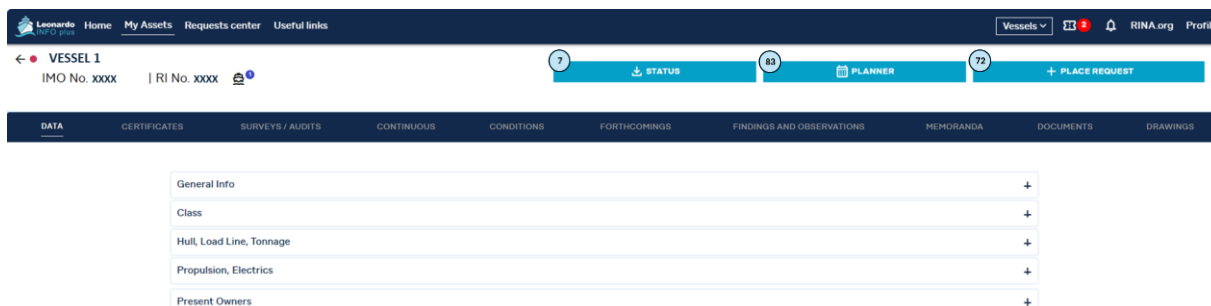 Leonardo INFO plus Home My Assets Requests center Useful links Vessels 2 RINA.org Profil
VESSEL 1
IMO No. xxxx | RI No. xxxx
7 STATUS 83 PLANNER 72 + PLACE REQUEST
DATA CERTIFICATES SURVEYS / AUDITS CONTINUOUS CONDITIONS FORTHCOMINGS FINDINGS AND OBSERVATIONS MEMORANDA DOCUMENTS DRAWINGS
General Info +
Class +
Hull, Load Line, Tonnage +
Propulsion, Electrics +
Present Owners +